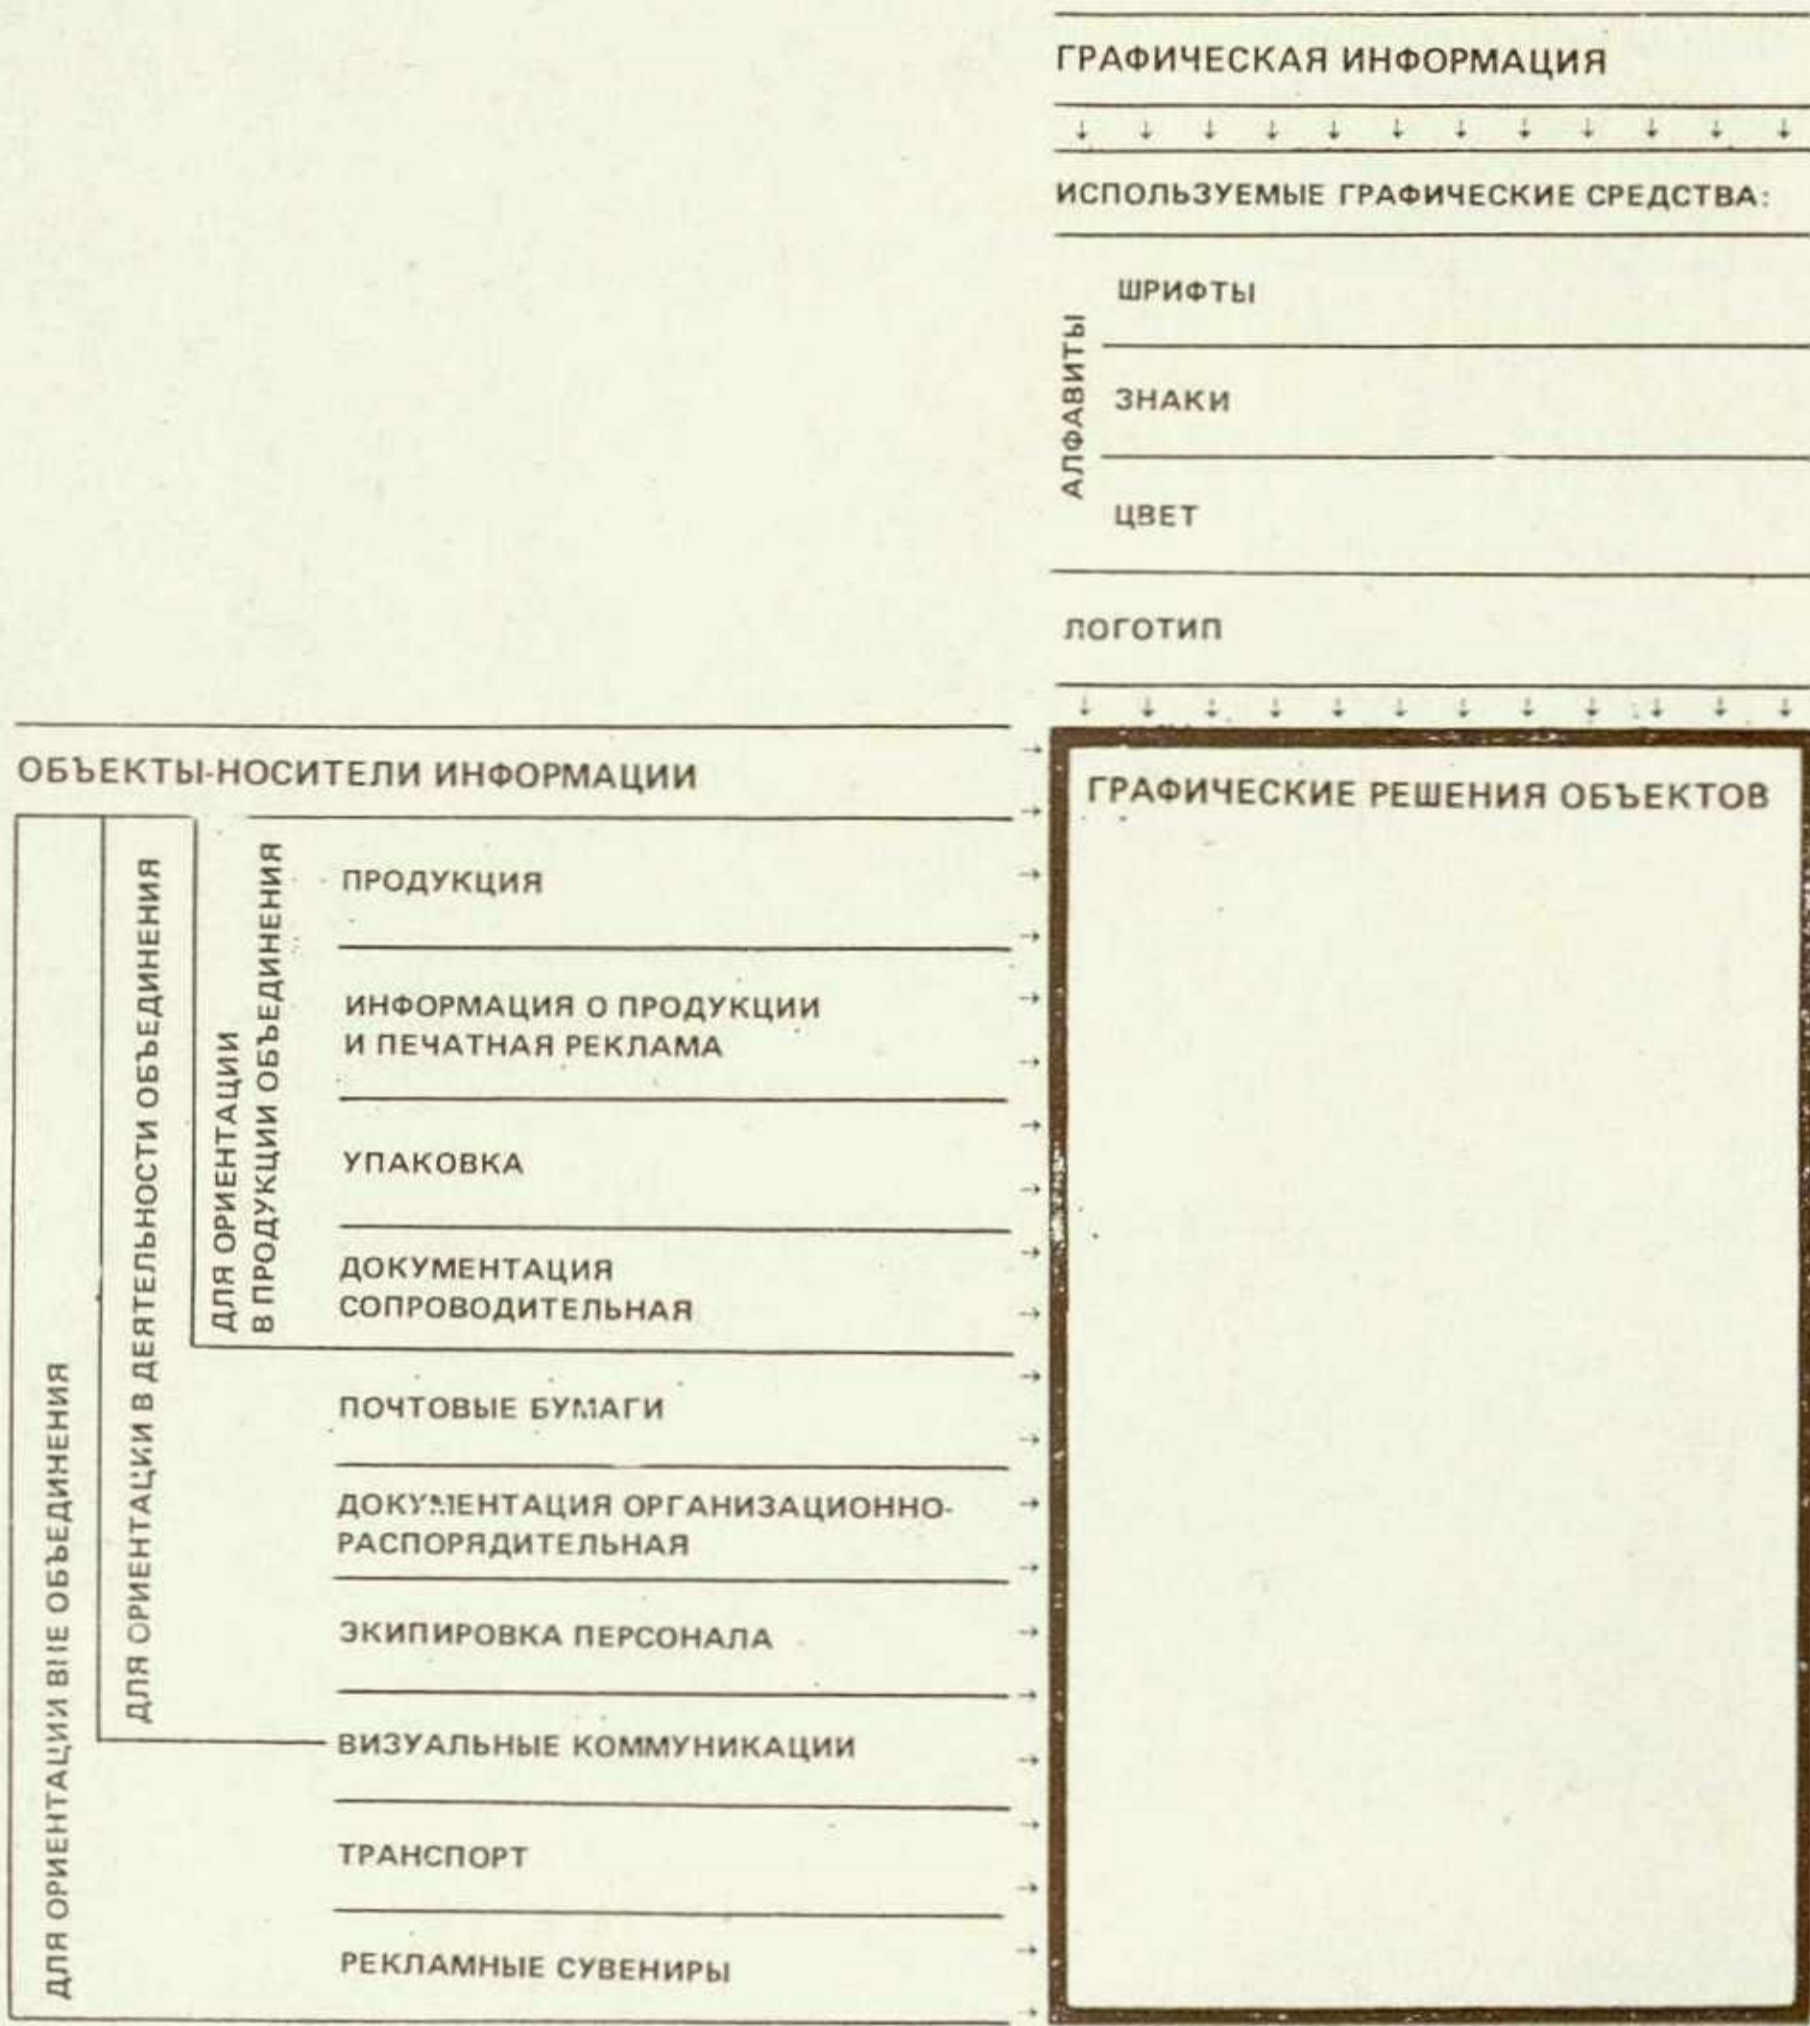 ГРАФИЧЕСКАЯ ИНФОРМАЦИЯ
ИСПОЛЬЗУЕМЫЕ ГРАФИЧЕСКИЕ СРЕДСТВА:
АЛФАВИТЫ
ШРИФТЫ
ЗНАКИ
ЦВЕТ
ЛОГОТИП
ОБЪЕКТЫ-НОСИТЕЛИ ИНФОРМАЦИИ
ДЛЯ ОРИЕНТАЦИИ ВНЕ ОБЪЕДИНЕНИЯ
ДЛЯ ОРИЕНТАЦИИ В ДЕЯТЕЛЬНОСТИ ОБЪЕДИНЕНИЯ
ДЛЯ ОРИЕНТАЦИИ
В ПРОДУКЦИИ ОБЪЕДИНЕНИЯ
ПРОДУКЦИЯ
ИНФОРМАЦИЯ О ПРОДУКЦИИ
И ПЕЧАТНАЯ РЕКЛАМА
УПАКОВКА
ДОКУМЕНТАЦИЯ
СОПРОВОДИТЕЛЬНАЯ
ПОЧТОВЫЕ БУМАГИ
ДОКУМЕНТАЦИЯ ОРГАНИЗАЦИОННО-
РАСПОРЯДИТЕЛЬНАЯ
ЭКИПИРОВКА ПЕРСОНАЛА
ВИЗУАЛЬНЫЕ КОММУНИКАЦИИ
ТРАНСПОРТ
РЕКЛАМНЫЕ СУВЕНИРЫ
ГРАФИЧЕСКИЕ РЕШЕНИЯ ОБЪЕКТОВ